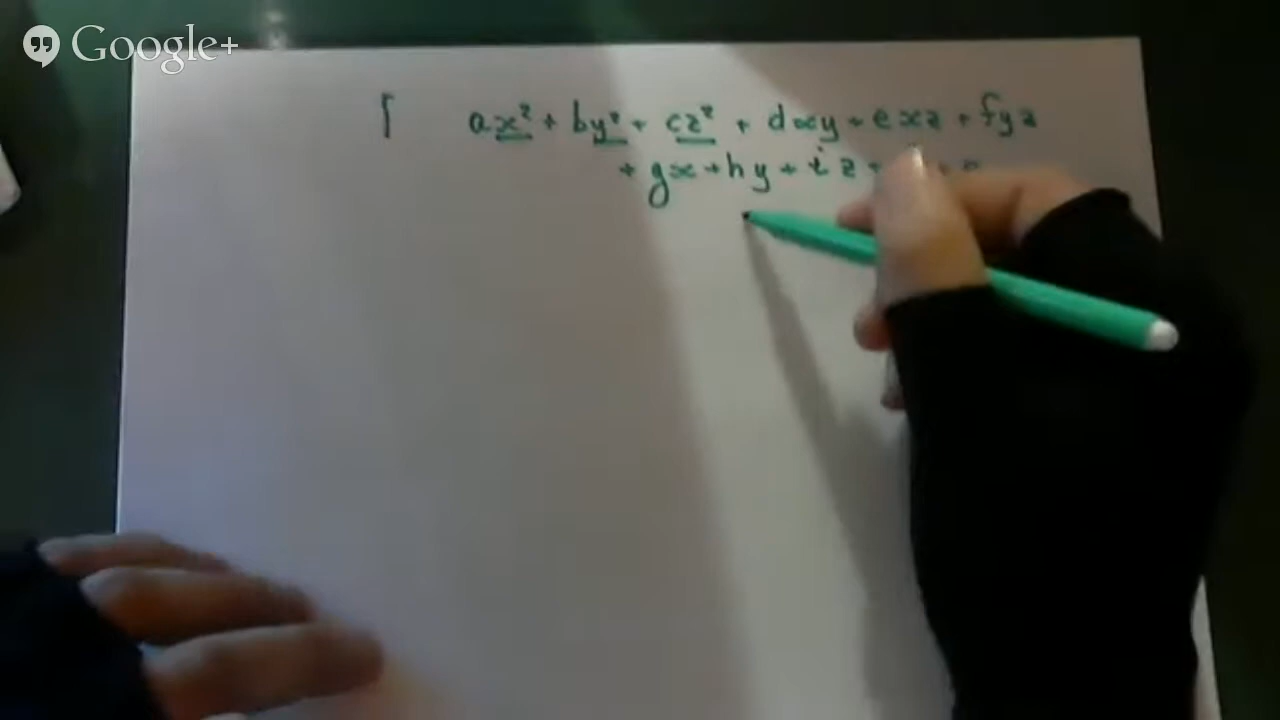 Google+
ax² + by² + cz² + dxy + exz + fyz
+ gx + hy + iz +